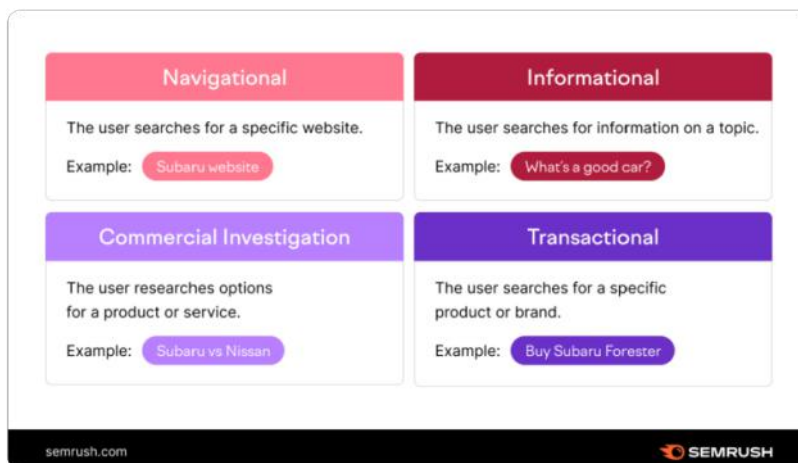 Navigational
The user searches for a specific website.
Example: Subaru website
Informational
The user searches for information on a topic.
Example: What's a good car?
Commercial Investigation
The user researches options
for a product or service.
Example: Subaru vs Nissan
Transactional
The user searches for a specific
product or brand.
Example: Buy Subaru Forester
semrush.com
SEMRUSH